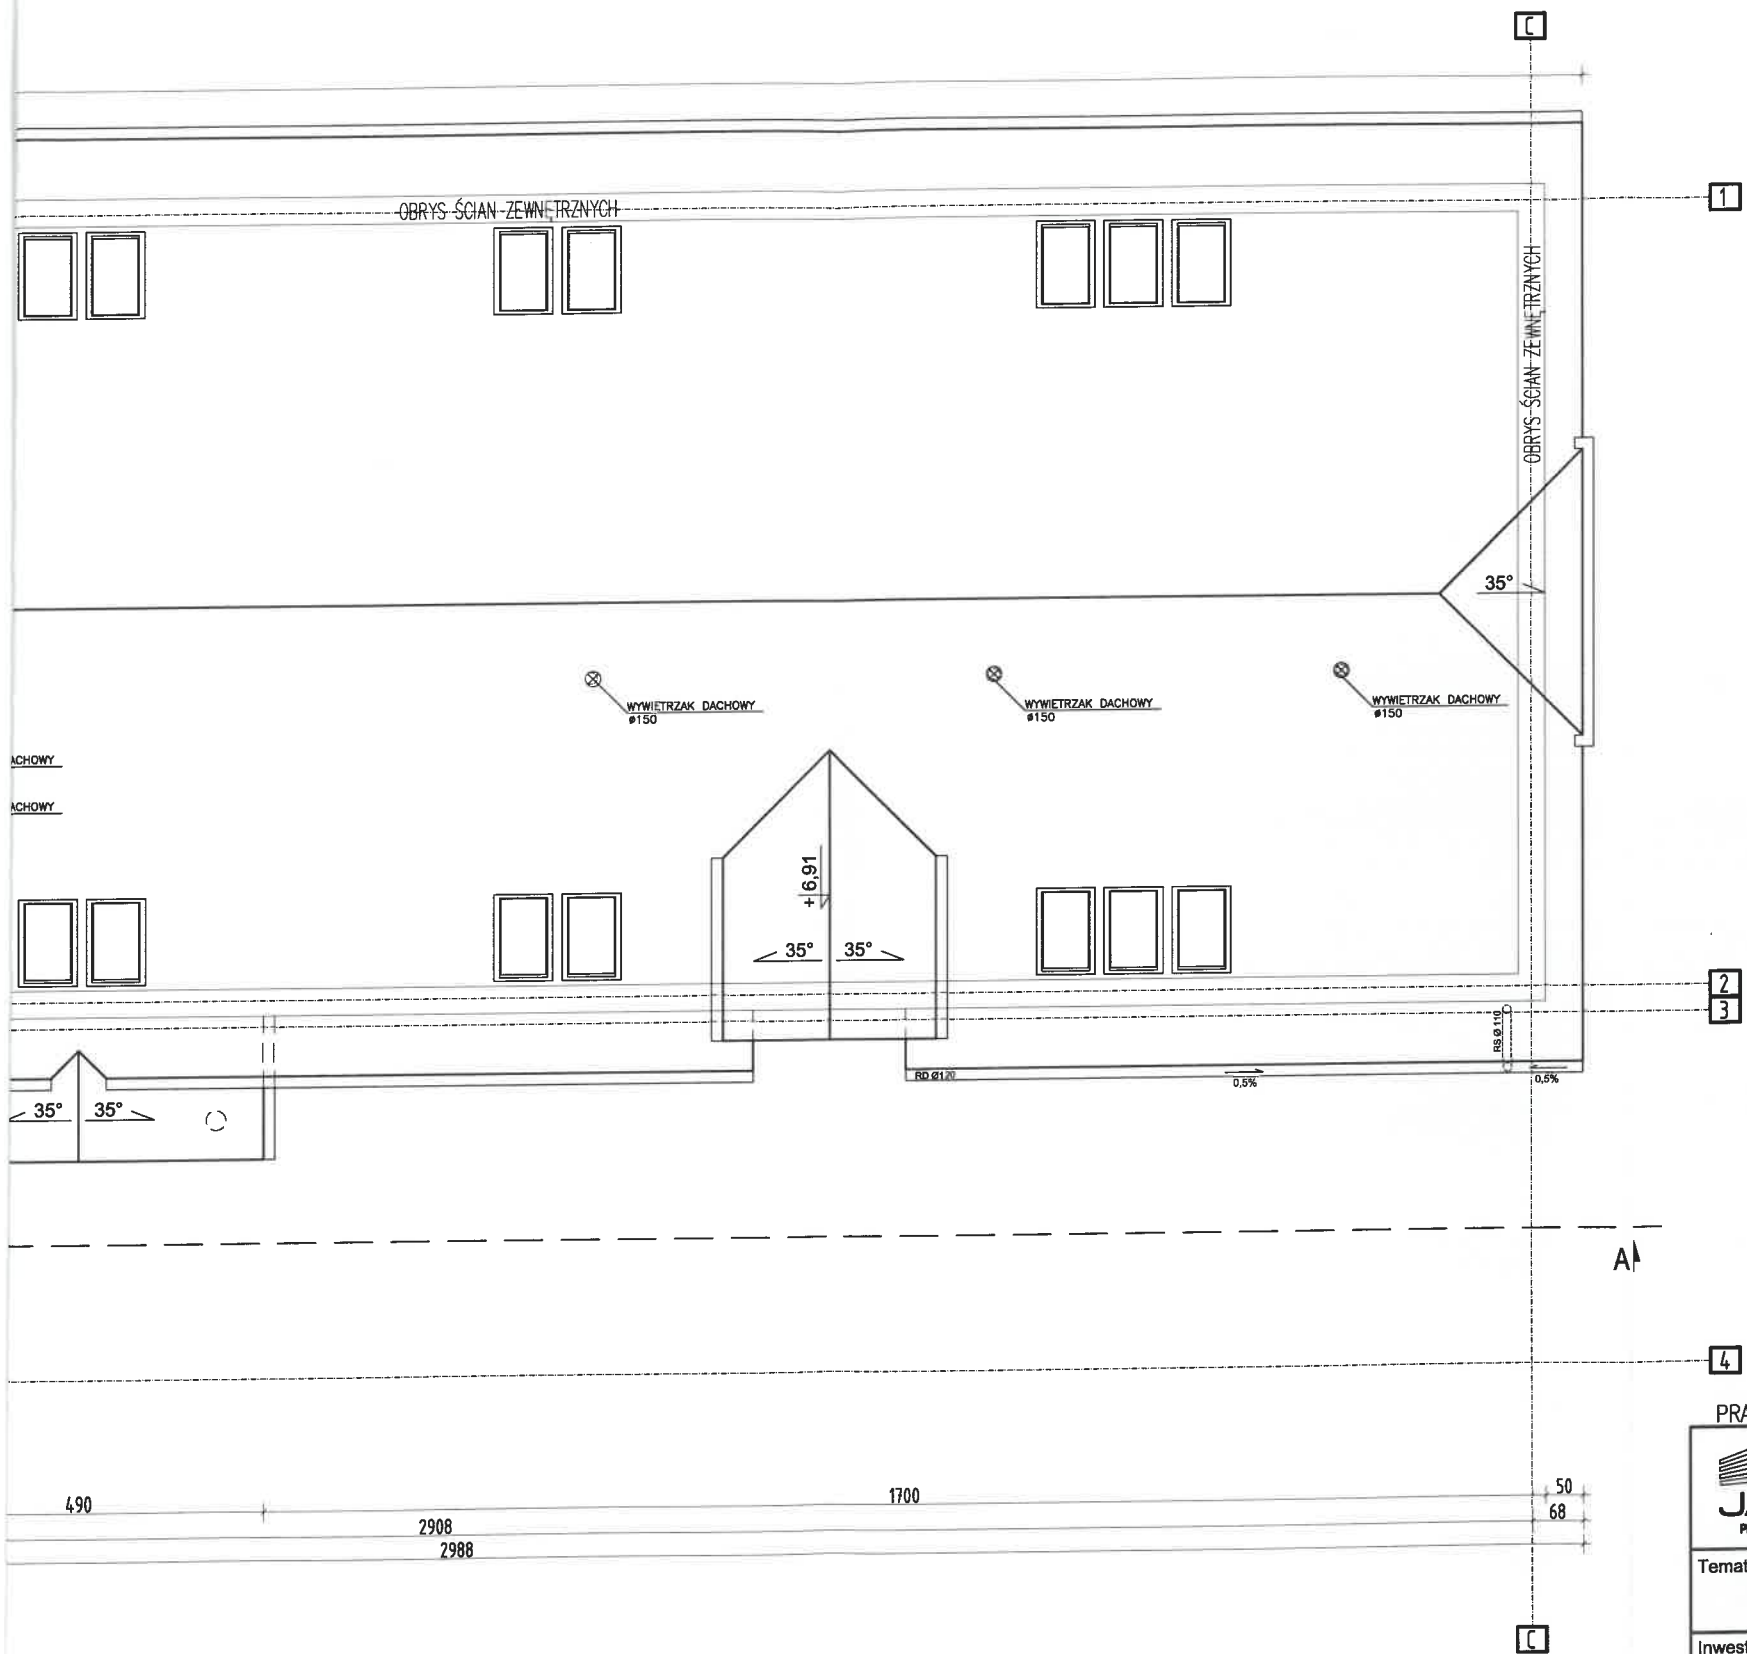 C
1
OBRYS ŚCIAN ZEWNĘTRZNYCH
OBRYS ŚCIAN ZEWNĘTRZNYCH
35°
WYWIETRZAK DACHOWY
ø150
WYWIETRZAK DACHOWY
ø150
WYWIETRZAK DACHOWY
ø150
ACHOWY
ACHOWY
+6,91
35° 35°
2
3
RS Ø 110
RD Ø120
0,5%
0,5%
35° 35°
A
4
PRA
490
1700
50
2908
68
2988
JA
P
Temat
C
Inwest